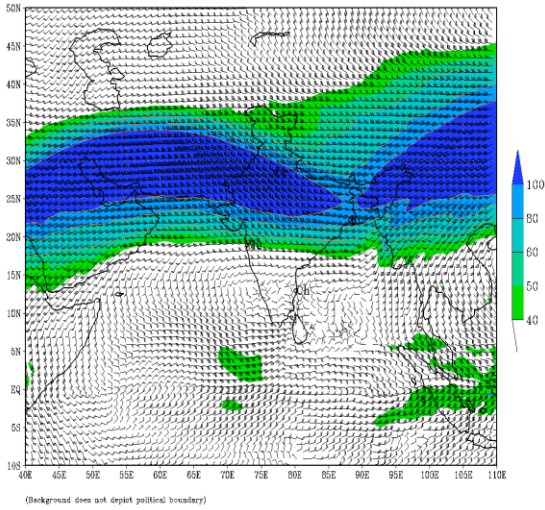 50N
45N
40N
35N
30N
25N
20N
15N
10N
5N
EQ
5S
10S
40E 45E 50E 55E 60E 65E 70E 75E 80E 85E 90E 95E 100E 105E 110E
100
80
60
50
40
(Background does not depict political boundary)